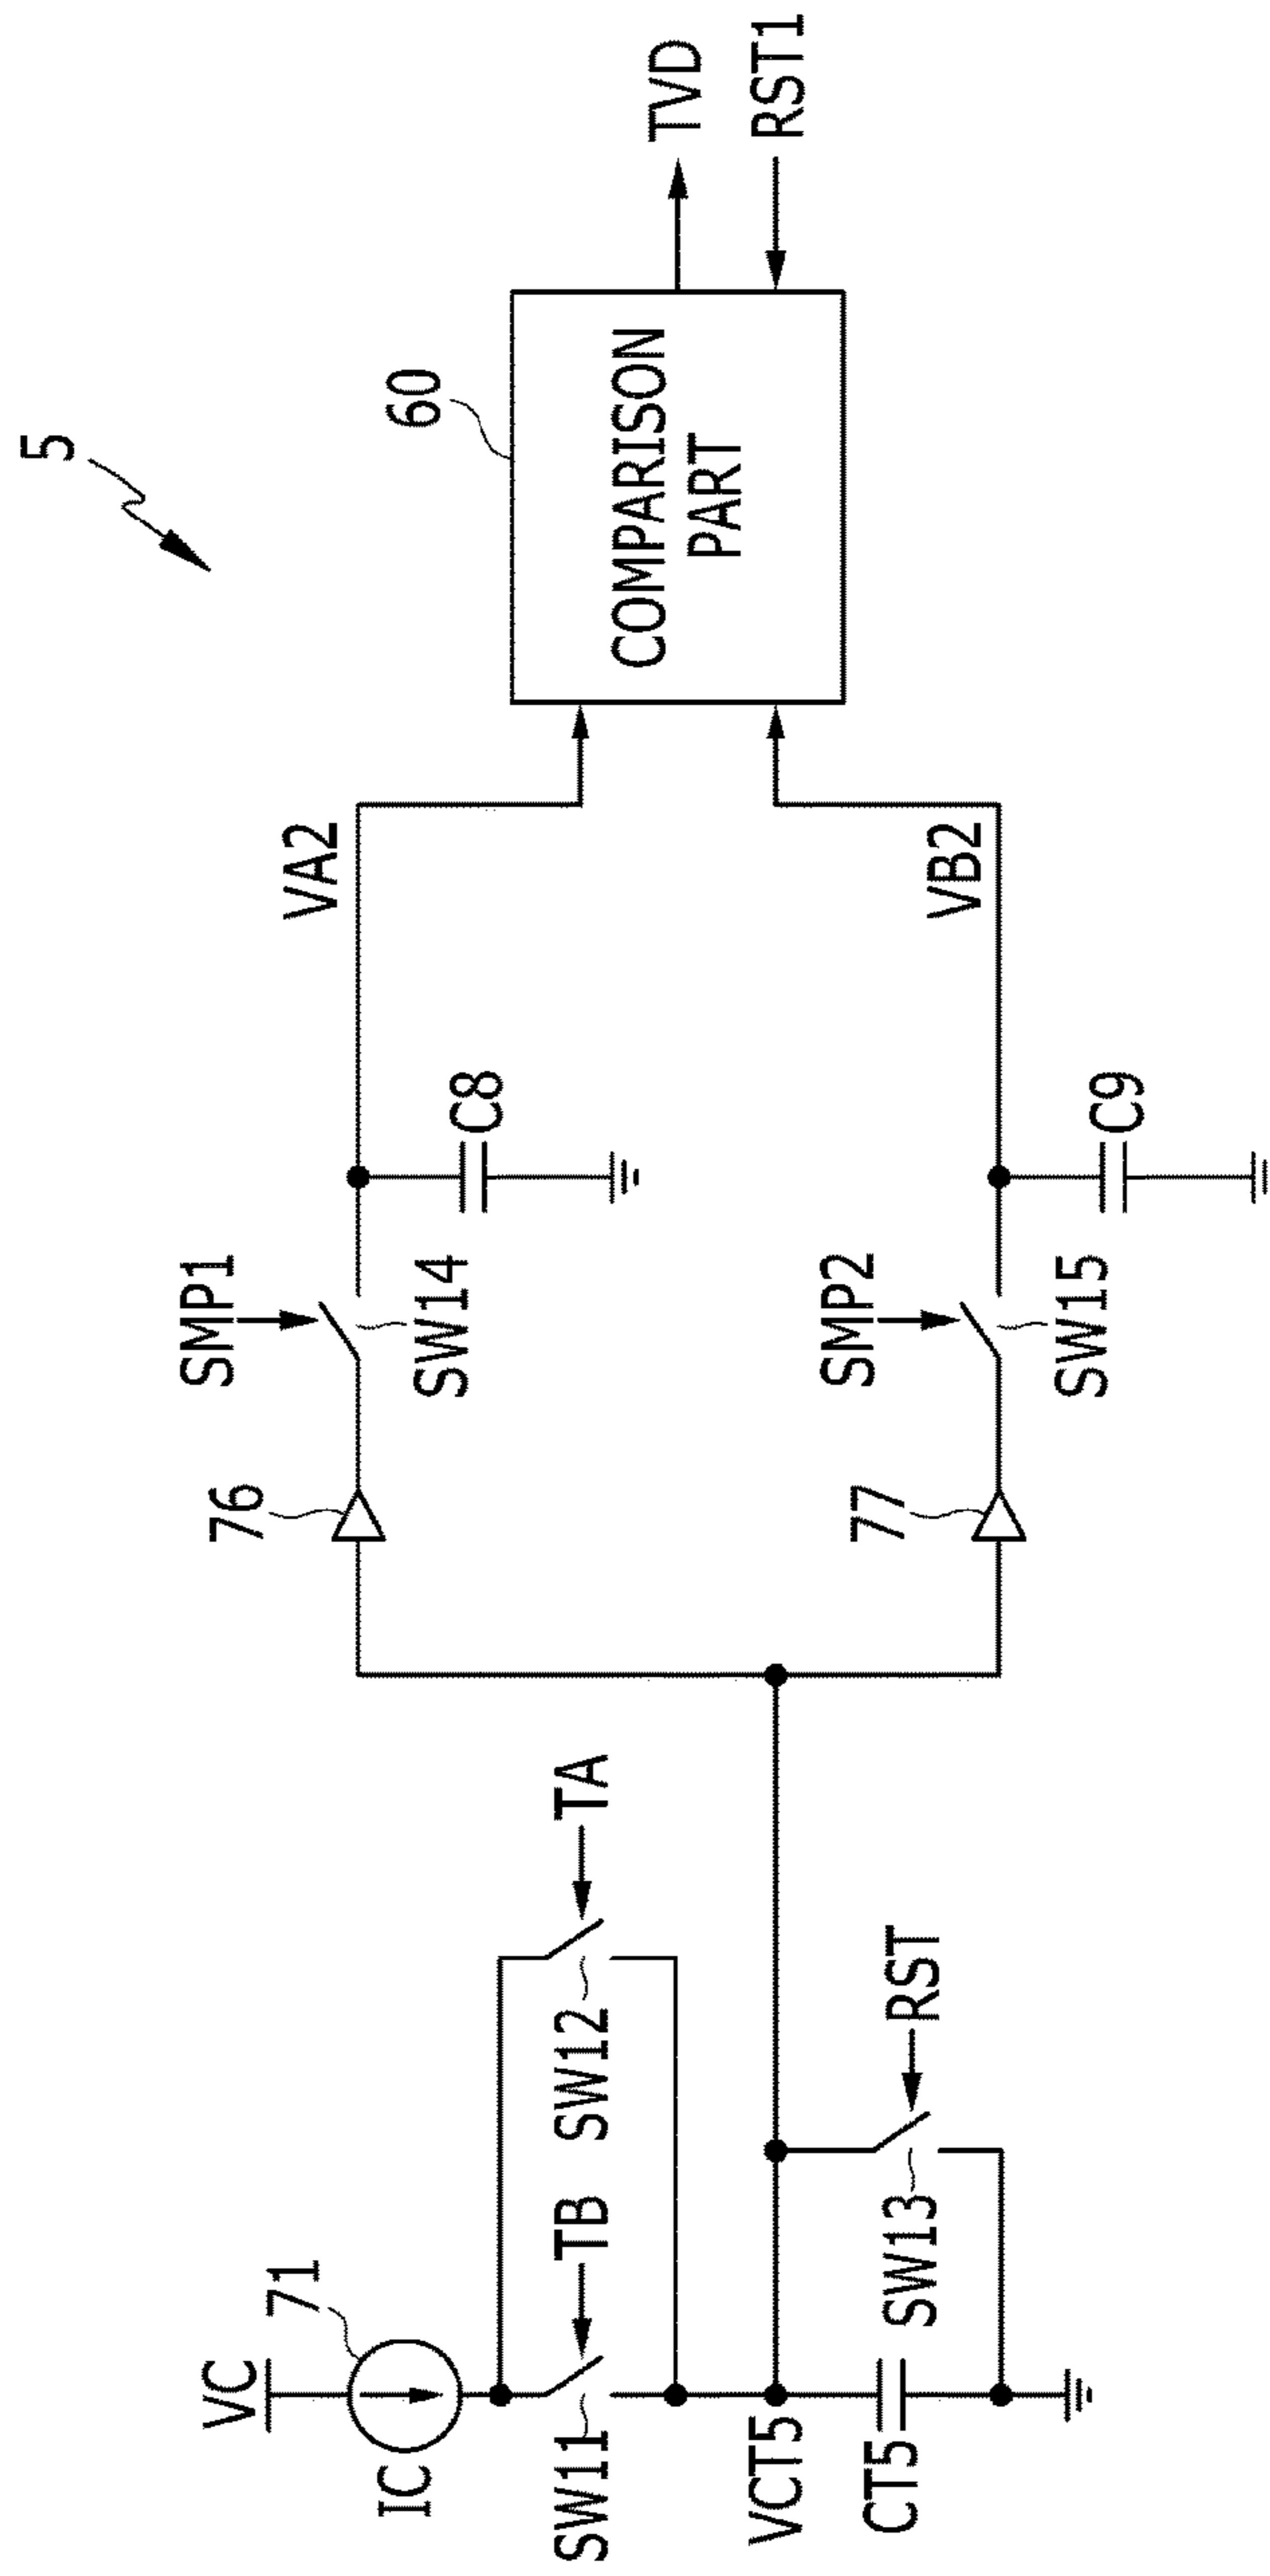 5
VC
71
IC
TB
SW11
TA
SW12
VCT5
CT5
RST
SW13
76
SMP1
SW14
C8
VA2
77
SMP2
SW15
C9
VB2
60
COMPARISON
PART
TVD
RST1